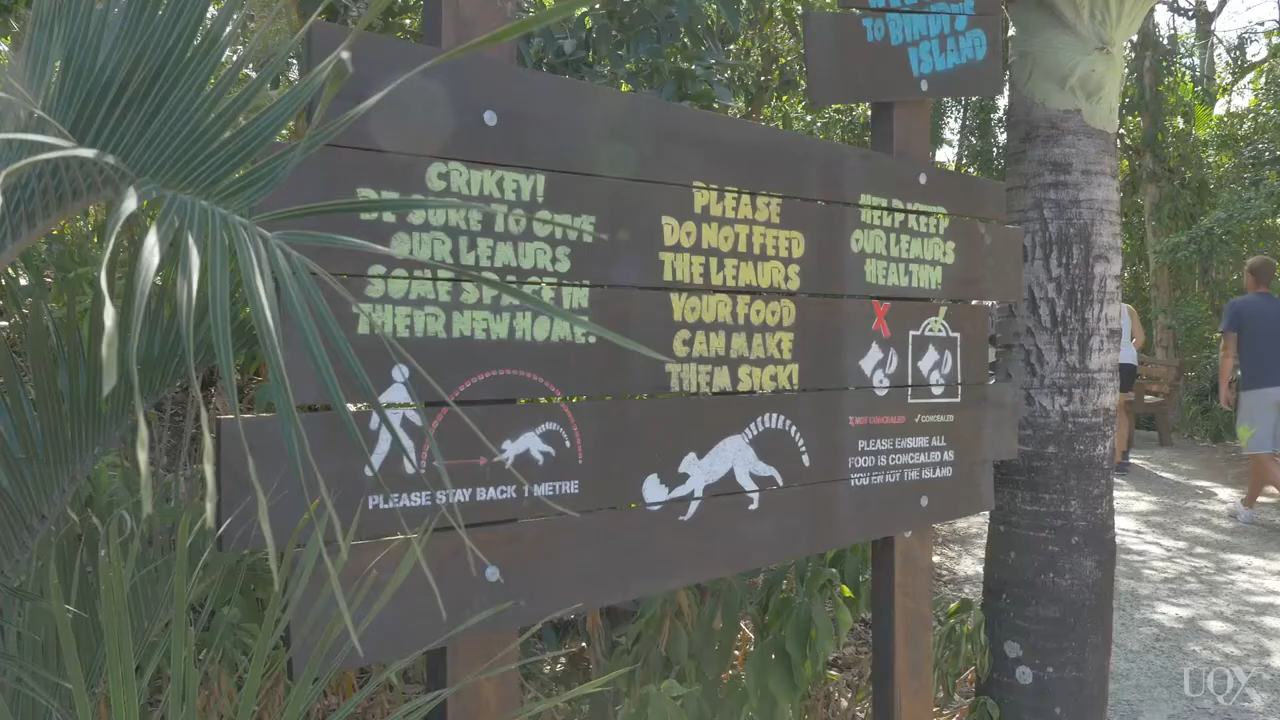 TO BINDI'S
ISLAND
CRIKEY!
BE SURE TO GIVE
OUR LEMURS
SOME SPACE IN
THEIR NEW HOME.
PLEASE STAY BACK 1 METRE
PLEASE
DO NOT FEED
THE LEMURS
YOUR FOOD
CAN MAKE
THEM SICK!
HELP KEEP
OUR LEMURS
HEALTHY!
X NOT CONCEALED ✓CONCEALED
PLEASE ENSURE ALL
FOOD IS CONCEALED AS
YOU ENJOY THE ISLAND
UQx